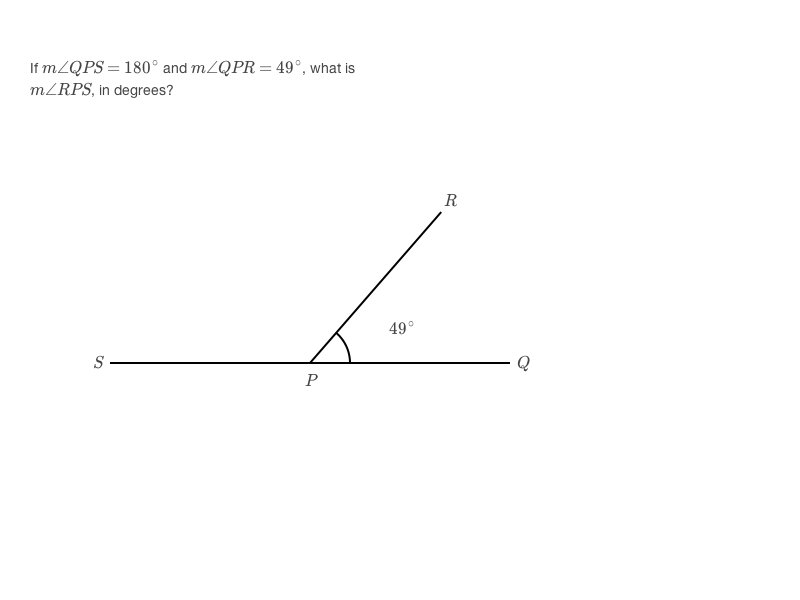 If m∠QPS = 180° and m∠QPR = 49°, what is
m∠RPS, in degrees?
R
49°
S
Q
P